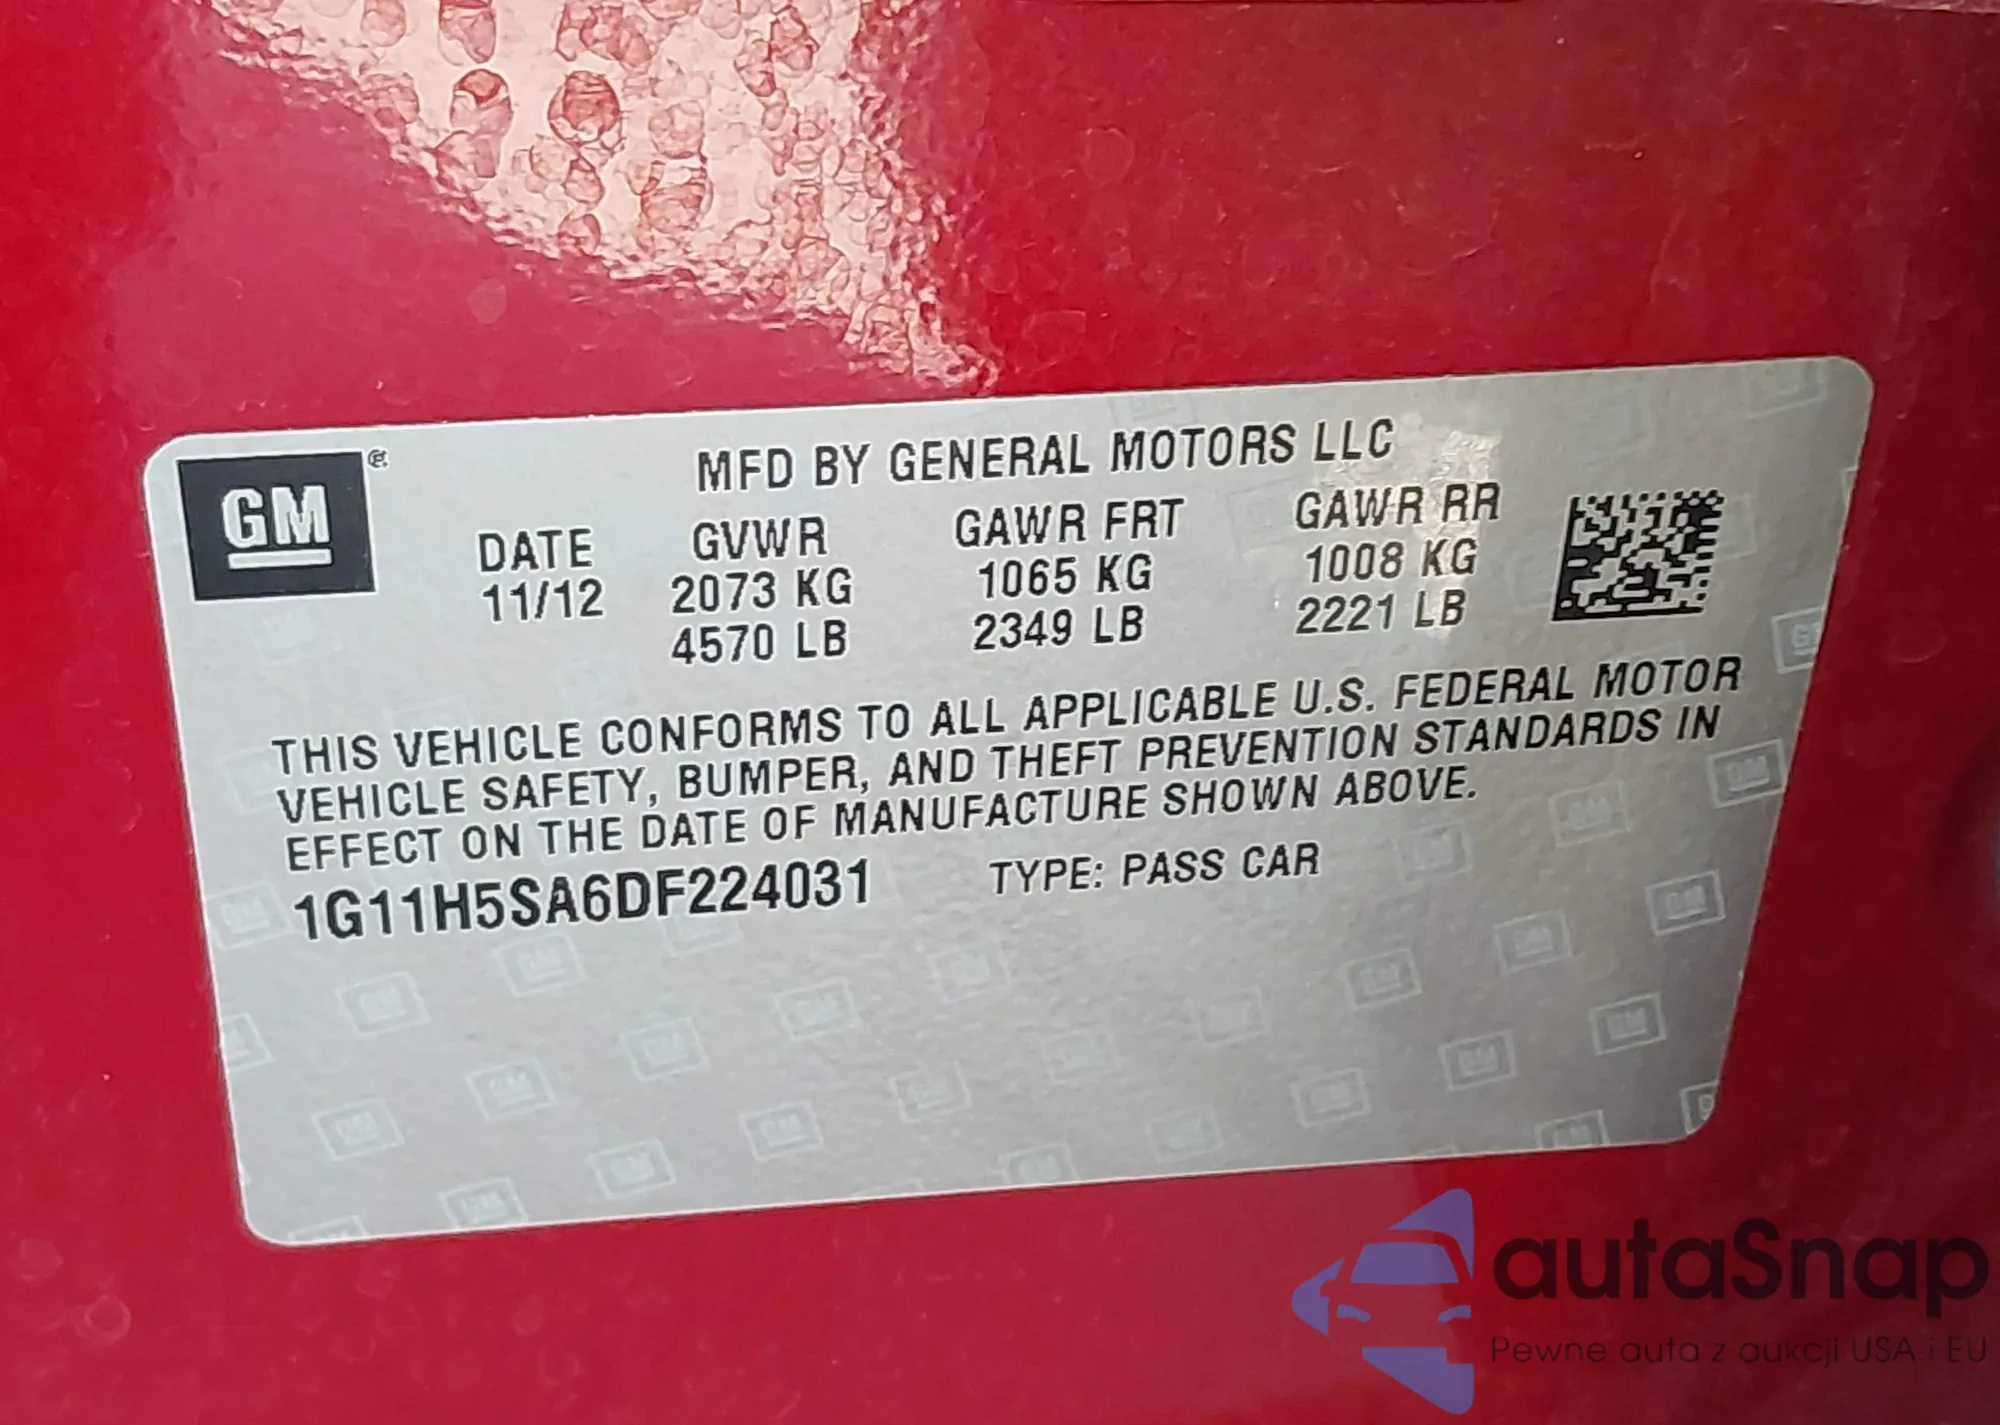 GM®
MFD BY GENERAL MOTORS LLC
DATE GVWR GAWR FRT GAWR RR
11/12 2073 KG 1065 KG 1008 KG
4570 LB 2349 LB 2221 LB
THIS VEHICLE CONFORMS TO ALL APPLICABLE U.S. FEDERAL MOTOR
VEHICLE SAFETY, BUMPER, AND THEFT PREVENTION STANDARDS IN
EFFECT ON THE DATE OF MANUFACTURE SHOWN ABOVE.
1G11H5SA6DF224031 TYPE: PASS CAR
autaSnap
Pewne auta z aukcji USA i EU